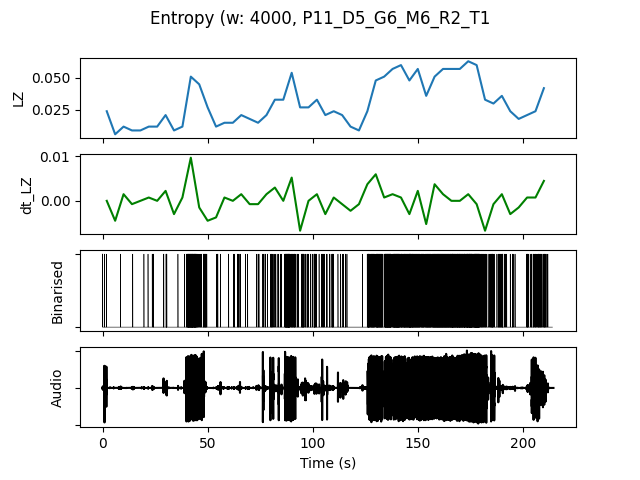 Entropy (w: 4000, P11_D5_G6_M6_R2_T1
LZ
0.050
0.025
dt_LZ
0.01
0.00
Binarised
Audio
0 50 100 150 200
Time (s)